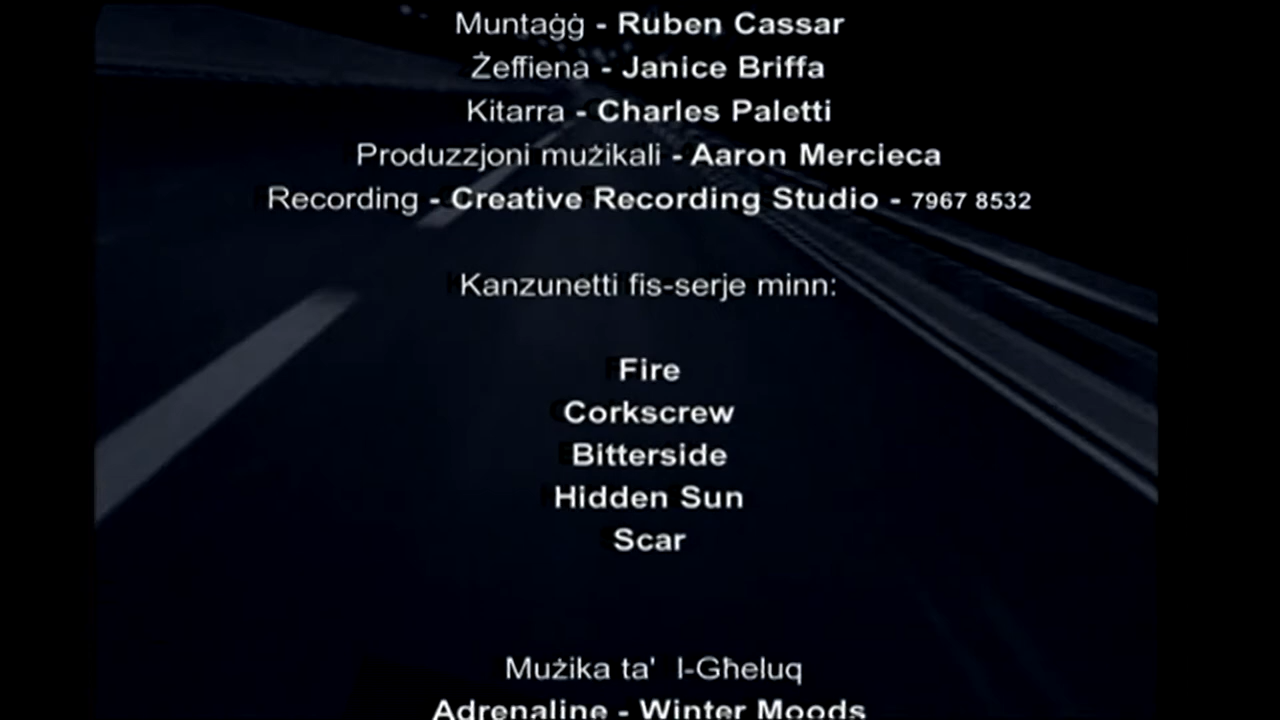 Muntaġġ - Ruben Cassar
Żeffiena - Janice Briffa
Kitarra - Charles Paletti
Produzzjoni mużikali - Aaron Mercieca
Recording - Creative Recording Studio - 7967 8532
Kanzunetti fis-serje minn:
Fire
Corkscrew
Bitterside
Hidden Sun
Scar
Mużika ta' l-Għeluq
Adrenaline - Winter Moods